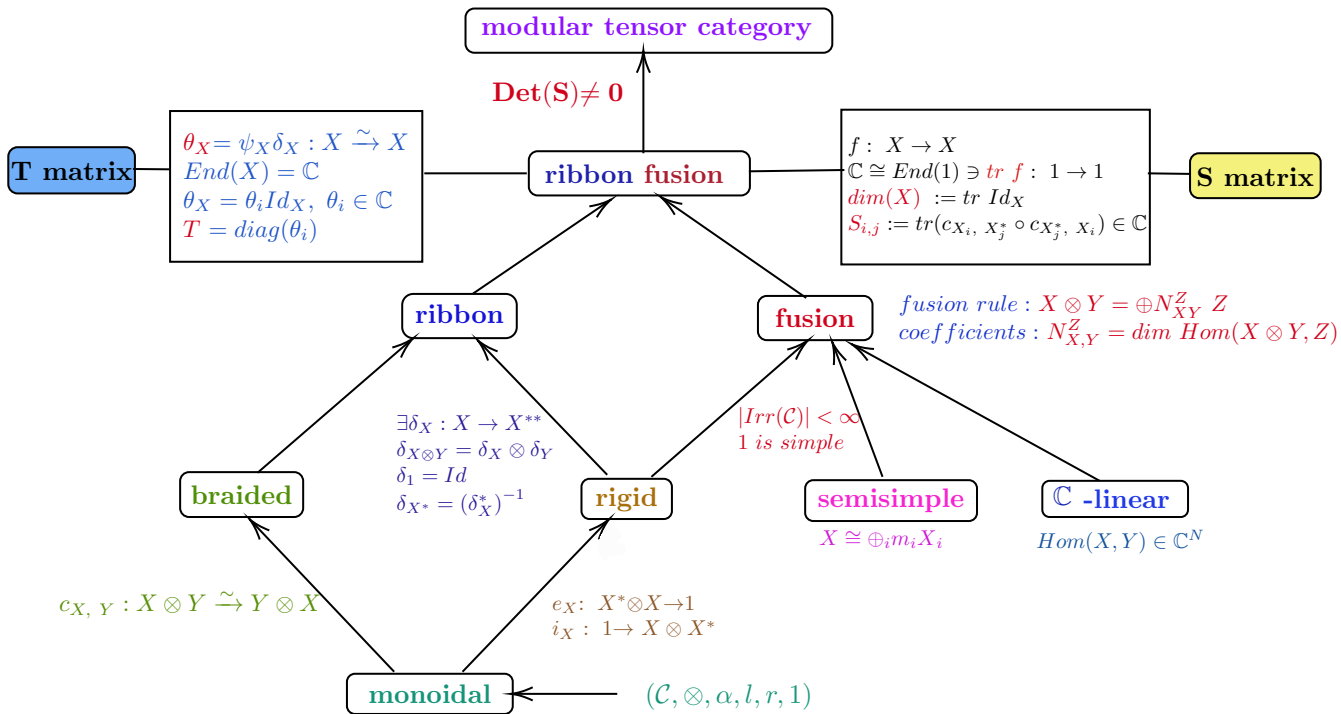 modular tensor category
Det(S)≠ 0
T matrix
θ_X = ψ_X δ_X : X →~ X
End(X) = ℂ
θ_X = θ_i Id_X, θ_i ∈ ℂ
T = diag(θ_i)
ribbon fusion
f : X → X
ℂ ≅ End(1) ∋ tr f : 1 → 1
dim(X) := tr Id_X
S_{i,j} := tr(c_{X_i, X_j^*} ∘ c_{X_j^*, X_i}) ∈ ℂ
S matrix
ribbon
fusion
fusion rule : X ⊗ Y = ⊕N_{XY}^Z Z
coefficients : N_{X,Y}^Z = dim Hom(X ⊗ Y, Z)
∃δ_X : X → X^{**}
δ_{X⊗Y} = δ_X ⊗ δ_Y
δ_1 = Id
δ_{X*} = (δ_X^*)^{-1}
|Irr(𝒞)| < ∞
1 is simple
braided
rigid
semisimple
ℂ -linear
X ≅ ⊕_i m_i X_i
Hom(X, Y) ∈ ℂ^N
c_{X, Y} : X ⊗ Y →~ Y ⊗ X
e_X : X^*⊗X→1
i_X : 1→ X ⊗ X^*
monoidal
(𝒞, ⊗, α, l, r, 1)